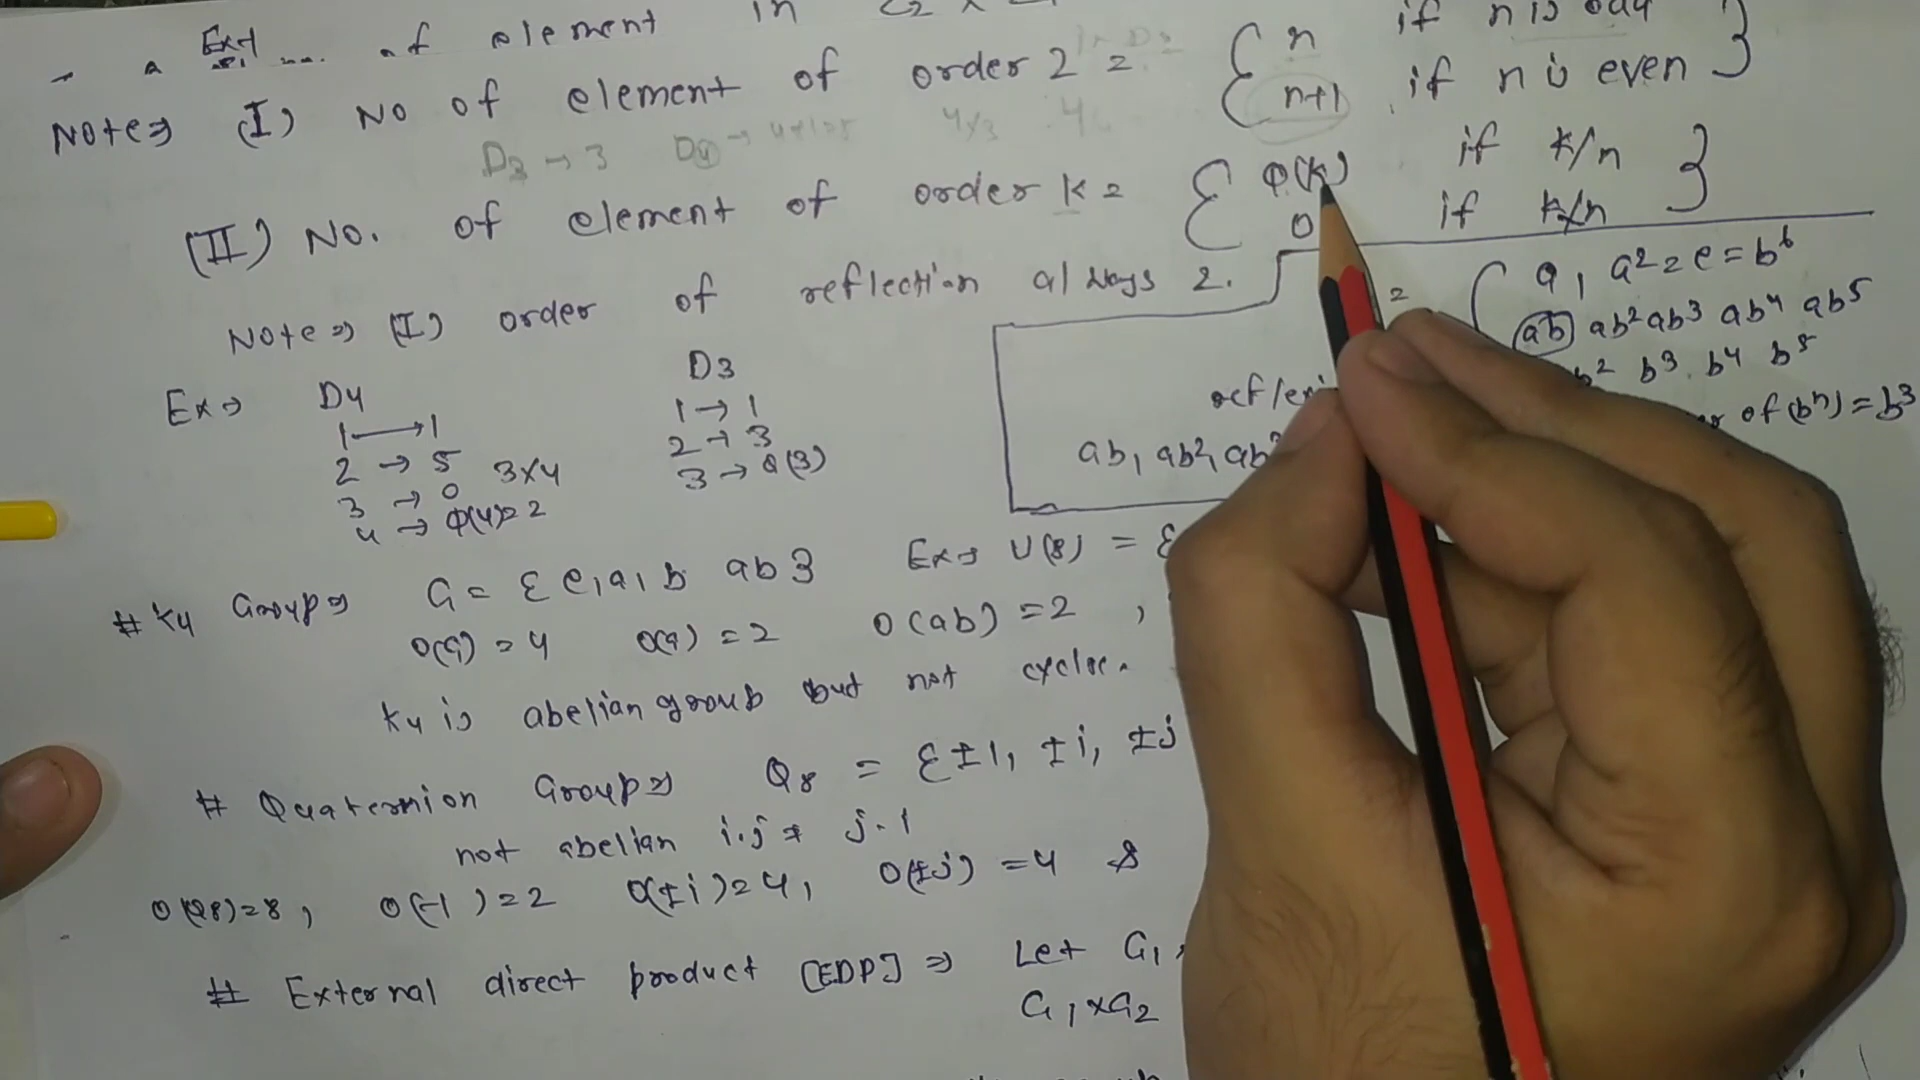 of element in
Note⇒ (I) No of element of order 2 = { n if n is odd
n+1, if n is even }
D3 → 3 D4 →
(II) No. of element of order k = { φ(k) if k/n
0 if k∤n }
Note⇒ (I) order of reflection always 2.
a, a² = e = b⁶
ab ab² ab³ ab⁴ ab⁵
b² b³ b⁴ b⁵
of (bⁿ) = b³
ab, ab², ab³
Ex⇒ D4 D3
1 → 1 1 → 1
2 → 5 3×4 2 → 3
3 → 0 3 → φ(3)
4 → φ(4) = 2
# K4 Group⇒ G = { e, a, b ab } Ex⇒ U(8) = {
O(G) = 4 O(a) = 2 O(ab) = 2 ,
K4 is abelian group but not cyclic.
# Quaternion Group⇒ Q8 = { ±1, ±i, ±j
not abelian i.j ≠ j.i
O(Q8) = 8, O(-1) = 2 O(±i) = 4, O(±j) = 4 &
# External direct product [EDP] ⇒ Let G1,
G1×G2